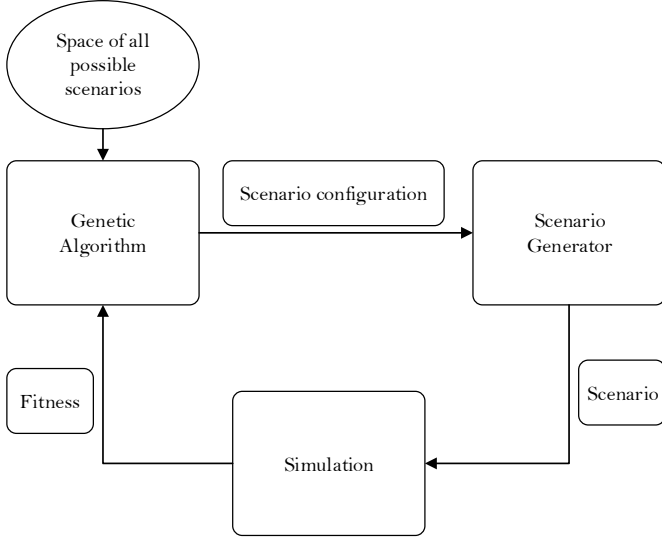 Space of all
possible
scenarios
Scenario configuration
Genetic
Algorithm
Scenario
Generator
Fitness
Scenario
Simulation